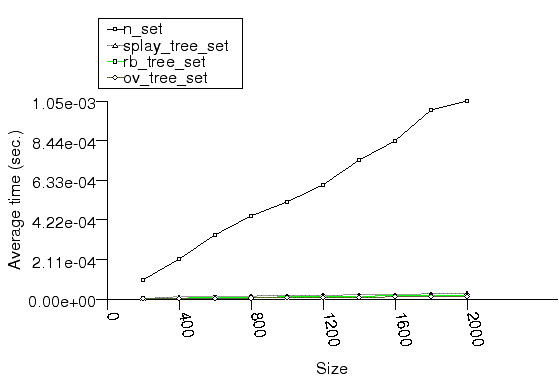 n_set
splay_tree_set
rb_tree_set
ov_tree_set
1.05e-03
8.44e-04
6.33e-04
4.22e-04
2.11e-04
0.00e+00
Average time (sec.)
0 400 800 1200 1600 2000
Size